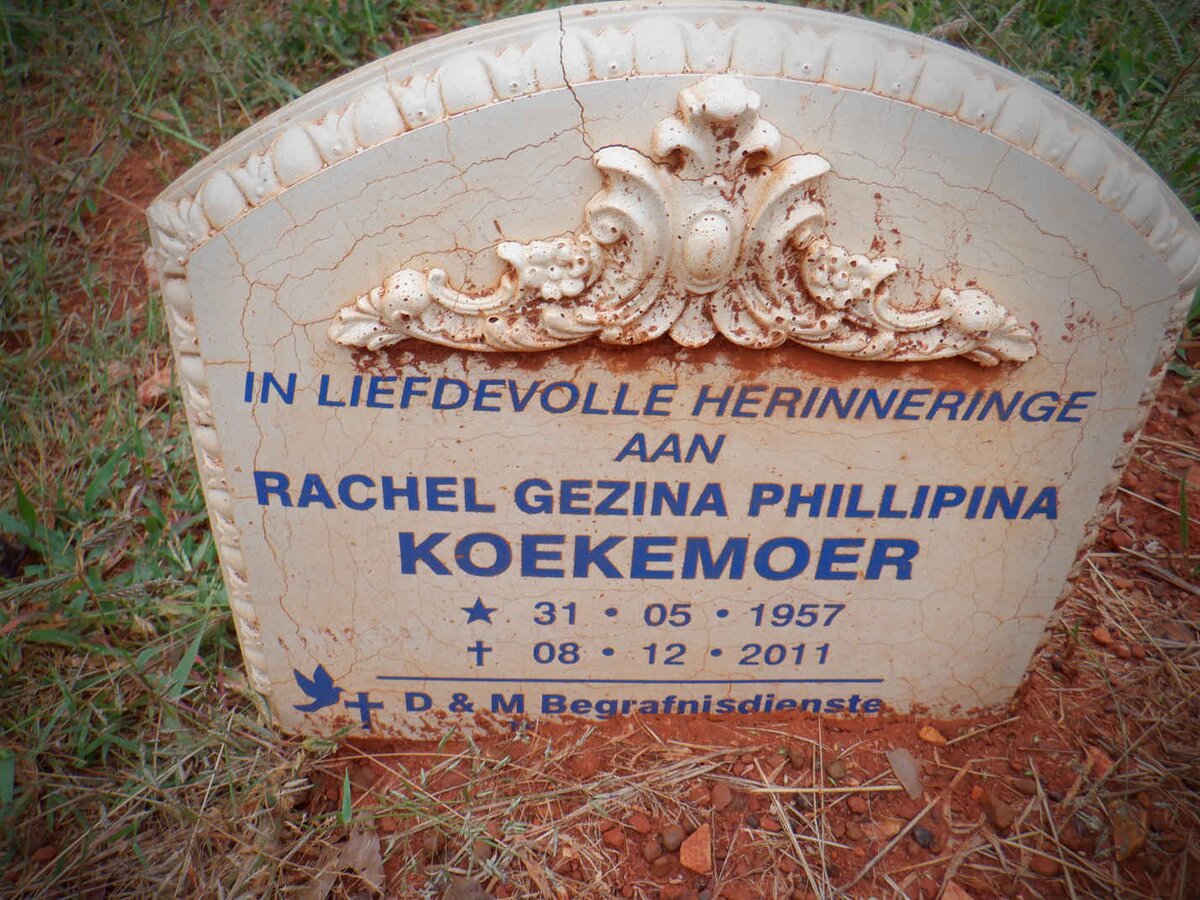 IN LIEFDEVOLLE HERINNERINGE
AAN
RACHEL GEZINA PHILLIPINA
KOEKEMOER
★ 31 • 05 • 1957
✝ 08 • 12 • 2011
D & M Begrafnisdienste